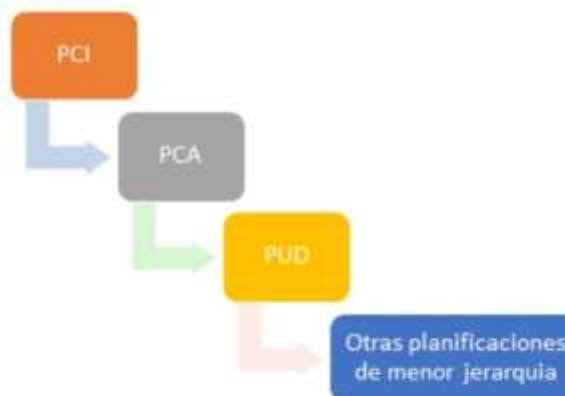 PCI
PCA
PUD
Otras planificaciones
de menor jerarquia